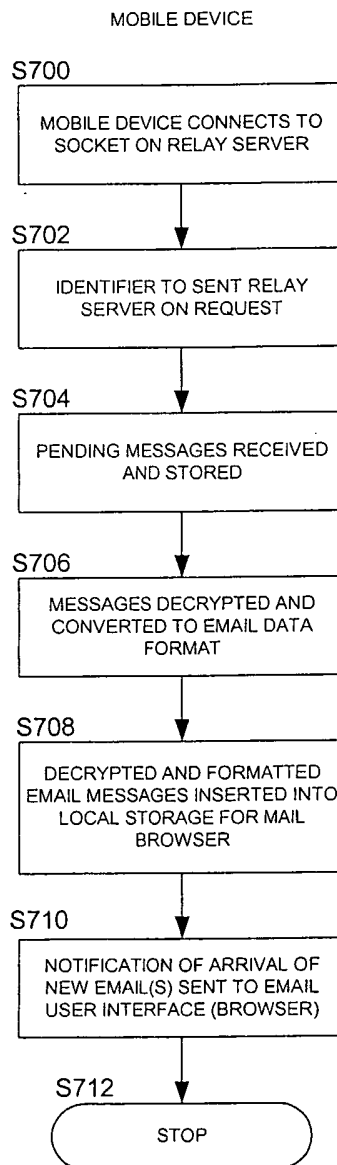 MOBILE DEVICE
S700
MOBILE DEVICE CONNECTS TO
SOCKET ON RELAY SERVER
S702
IDENTIFIER TO SENT RELAY
SERVER ON REQUEST
S704
PENDING MESSAGES RECEIVED
AND STORED
S706
MESSAGES DECRYPTED AND
CONVERTED TO EMAIL DATA
FORMAT
S708
DECRYPTED AND FORMATTED
EMAIL MESSAGES INSERTED INTO
LOCAL STORAGE FOR MAIL
BROWSER
S710
NOTIFICATION OF ARRIVAL OF
NEW EMAIL(S) SENT TO EMAIL
USER INTERFACE (BROWSER)
S712
STOP